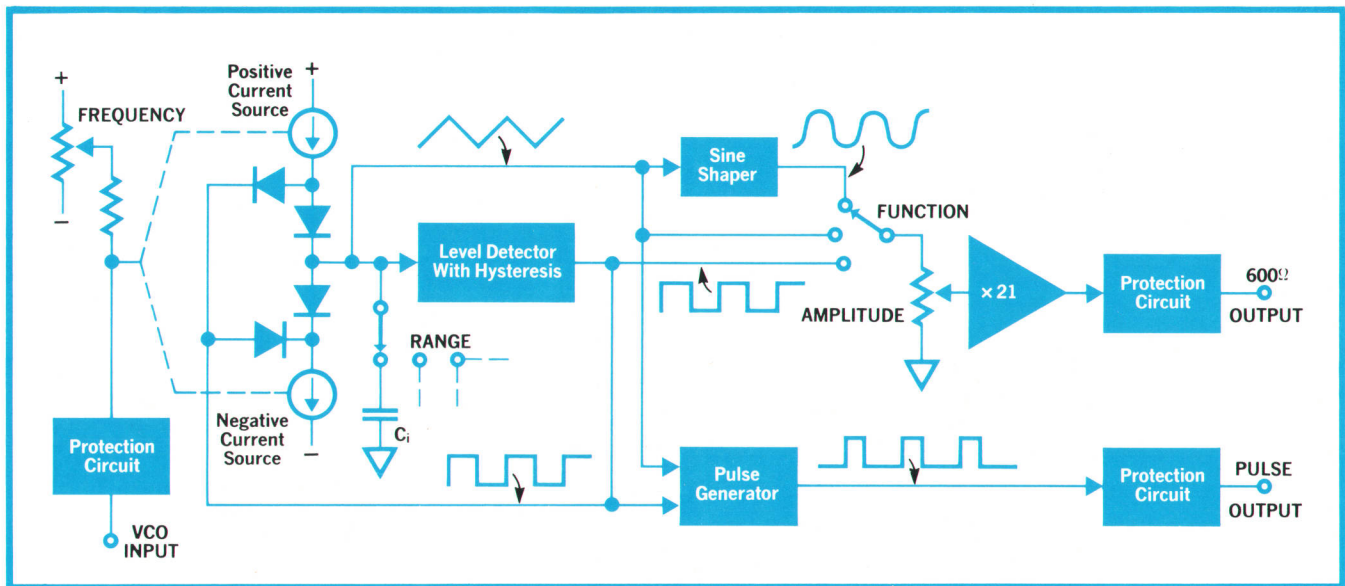 +
FREQUENCY
−
Positive
Current
Source
+
Negative
Current
Source
−
Protection
Circuit
VCO
INPUT
Level Detector
With Hysteresis
RANGE
Ci
Sine
Shaper
FUNCTION
AMPLITUDE
× 21
Protection
Circuit
600Ω
OUTPUT
Pulse
Generator
Protection
Circuit
PULSE
OUTPUT